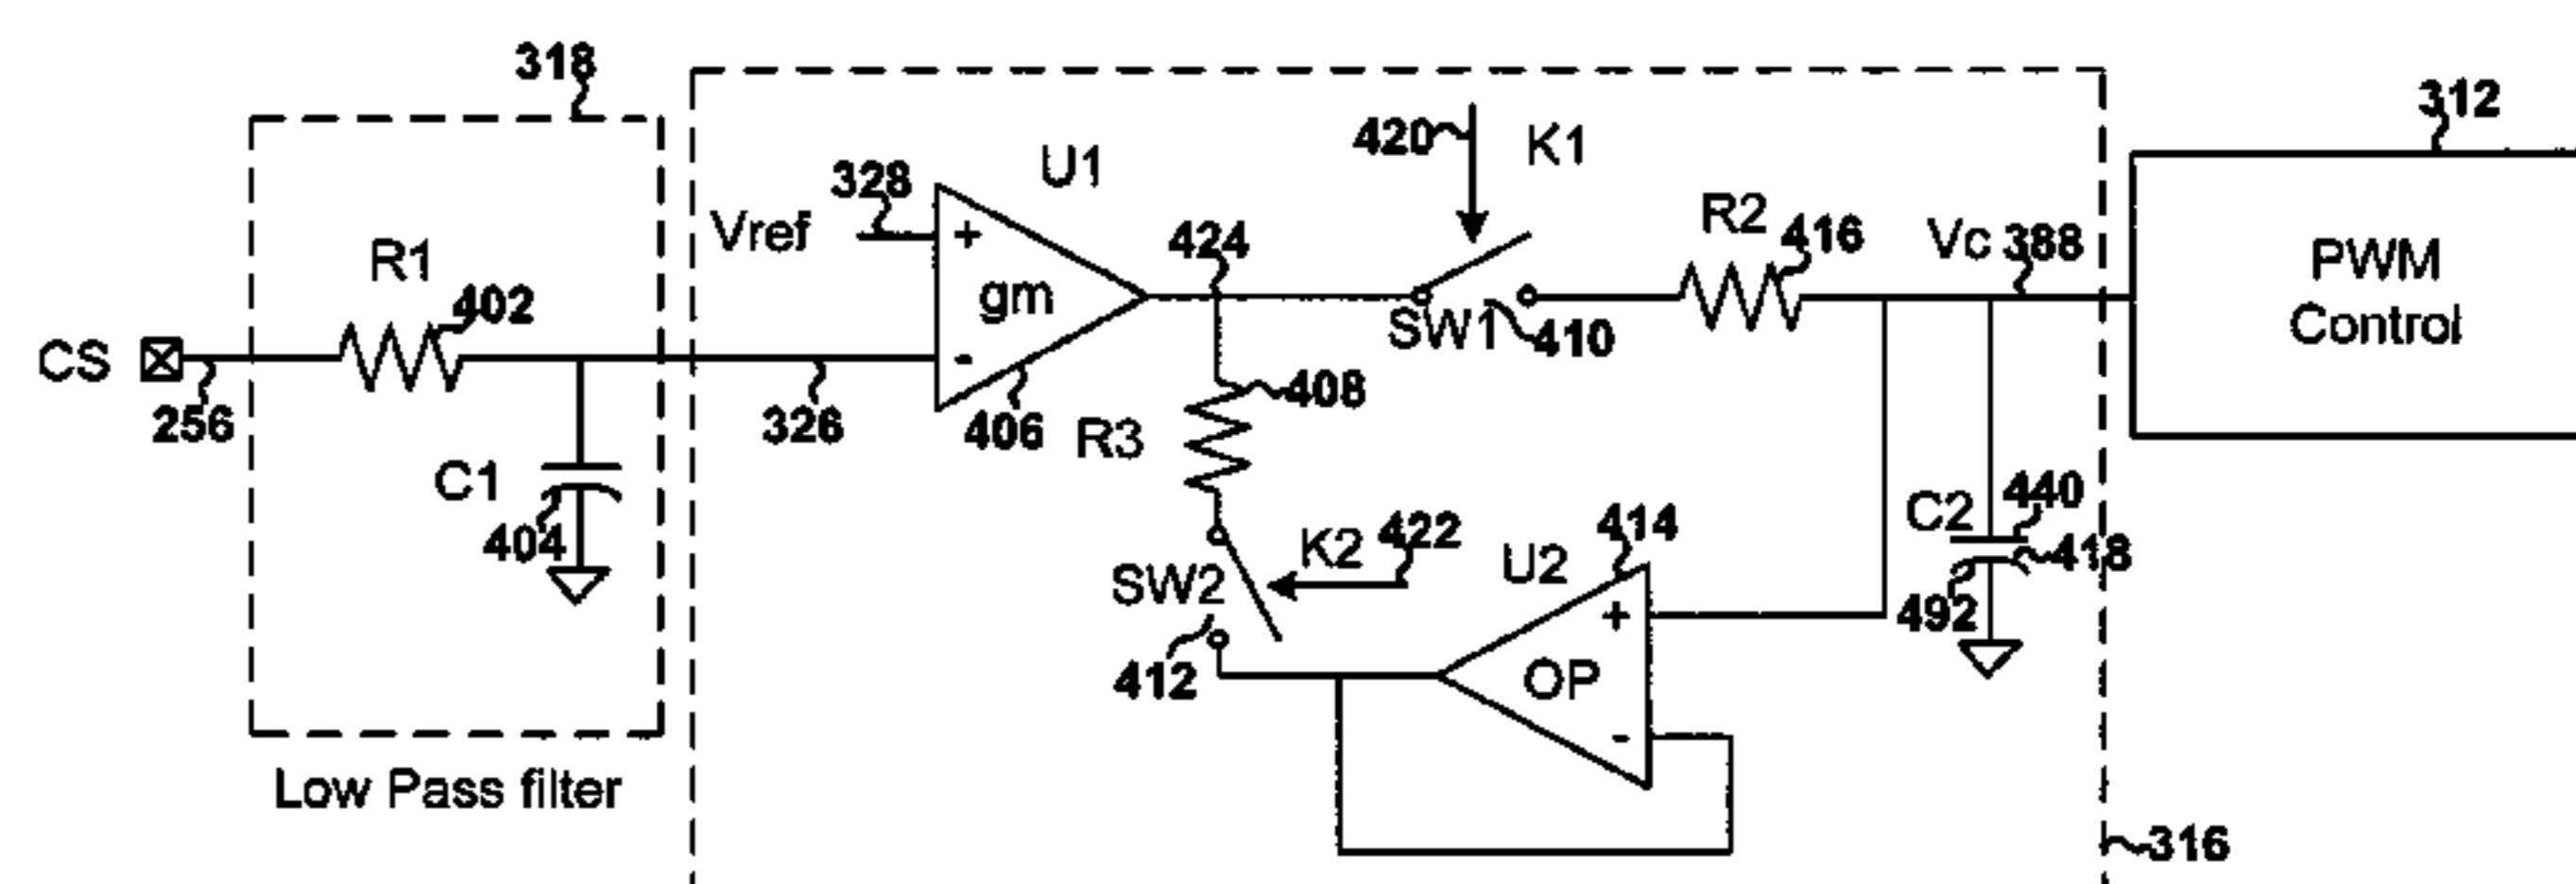 318
312
420
K1
U1
328
Vref
+
gm
-
424
R2
416
Vc 388
PWM
Control
R1
402
SW1
410
CS
256
326
406
408
R3
C1
404
K2
422
SW2
412
U2
414
+
OP
-
C2
440
418
492
Low Pass filter
316